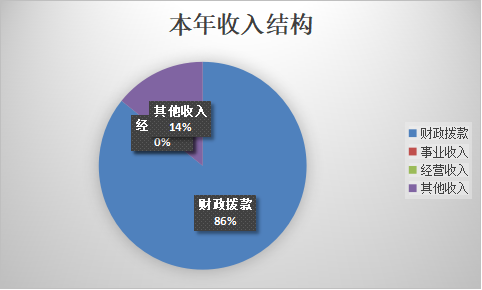 本年收入结构
其他收入
14%
经
0%
财政拨款
86%
财政拨款
事业收入
经营收入
其他收入